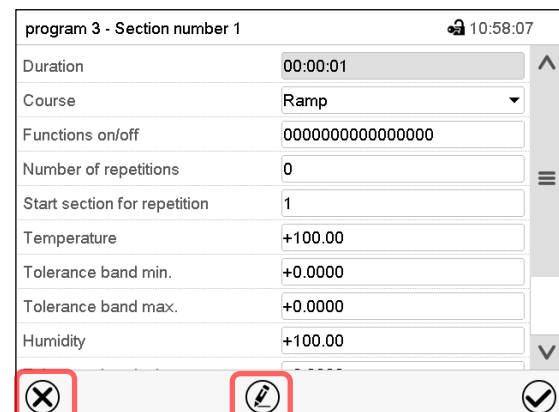 program 3 - Section number 1 10:58:07
Duration 00:00:01
Course Ramp
Functions on/off 0000000000000000
Number of repetitions 0
Start section for repetition 1
Temperature +100.00
Tolerance band min. +0.0000
Tolerance band max. +0.0000
Humidity +100.00